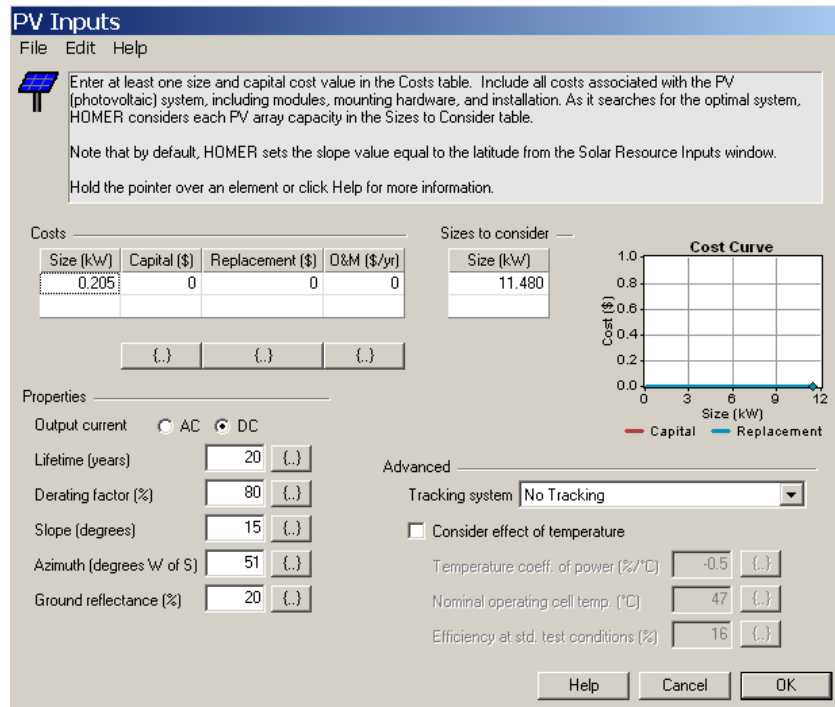 PV Inputs
File Edit Help
Enter at least one size and capital cost value in the Costs table. Include all costs associated with the PV
(photovoltaic) system, including modules, mounting hardware, and installation. As it searches for the optimal system,
HOMER considers each PV array capacity in the Sizes to Consider table.
Note that by default, HOMER sets the slope value equal to the latitude from the Solar Resource Inputs window.
Hold the pointer over an element or click Help for more information.
Costs
Size (kW) Capital ($) Replacement ($) O&M ($/yr)
0.205 0 0 0
{..} {..} {..}
Sizes to consider
Size (kW)
11.480
Cost Curve
Cost ($)
1.0
0.8
0.6
0.4
0.2
0.0
0 3 6 9 12
Size (kW)
Capital Replacement
Properties
Output current AC DC
Lifetime (years) 20 {..}
Derating factor (%) 80 {..}
Slope (degrees) 15 {..}
Azimuth (degrees W of S) 51 {..}
Ground reflectance (%) 20 {..}
Advanced
Tracking system No Tracking
Consider effect of temperature
Temperature coeff. of power (%/°C) -0.5 {..}
Nominal operating cell temp. (°C) 47 {..}
Efficiency at std. test conditions (%) 16 {..}
Help Cancel OK